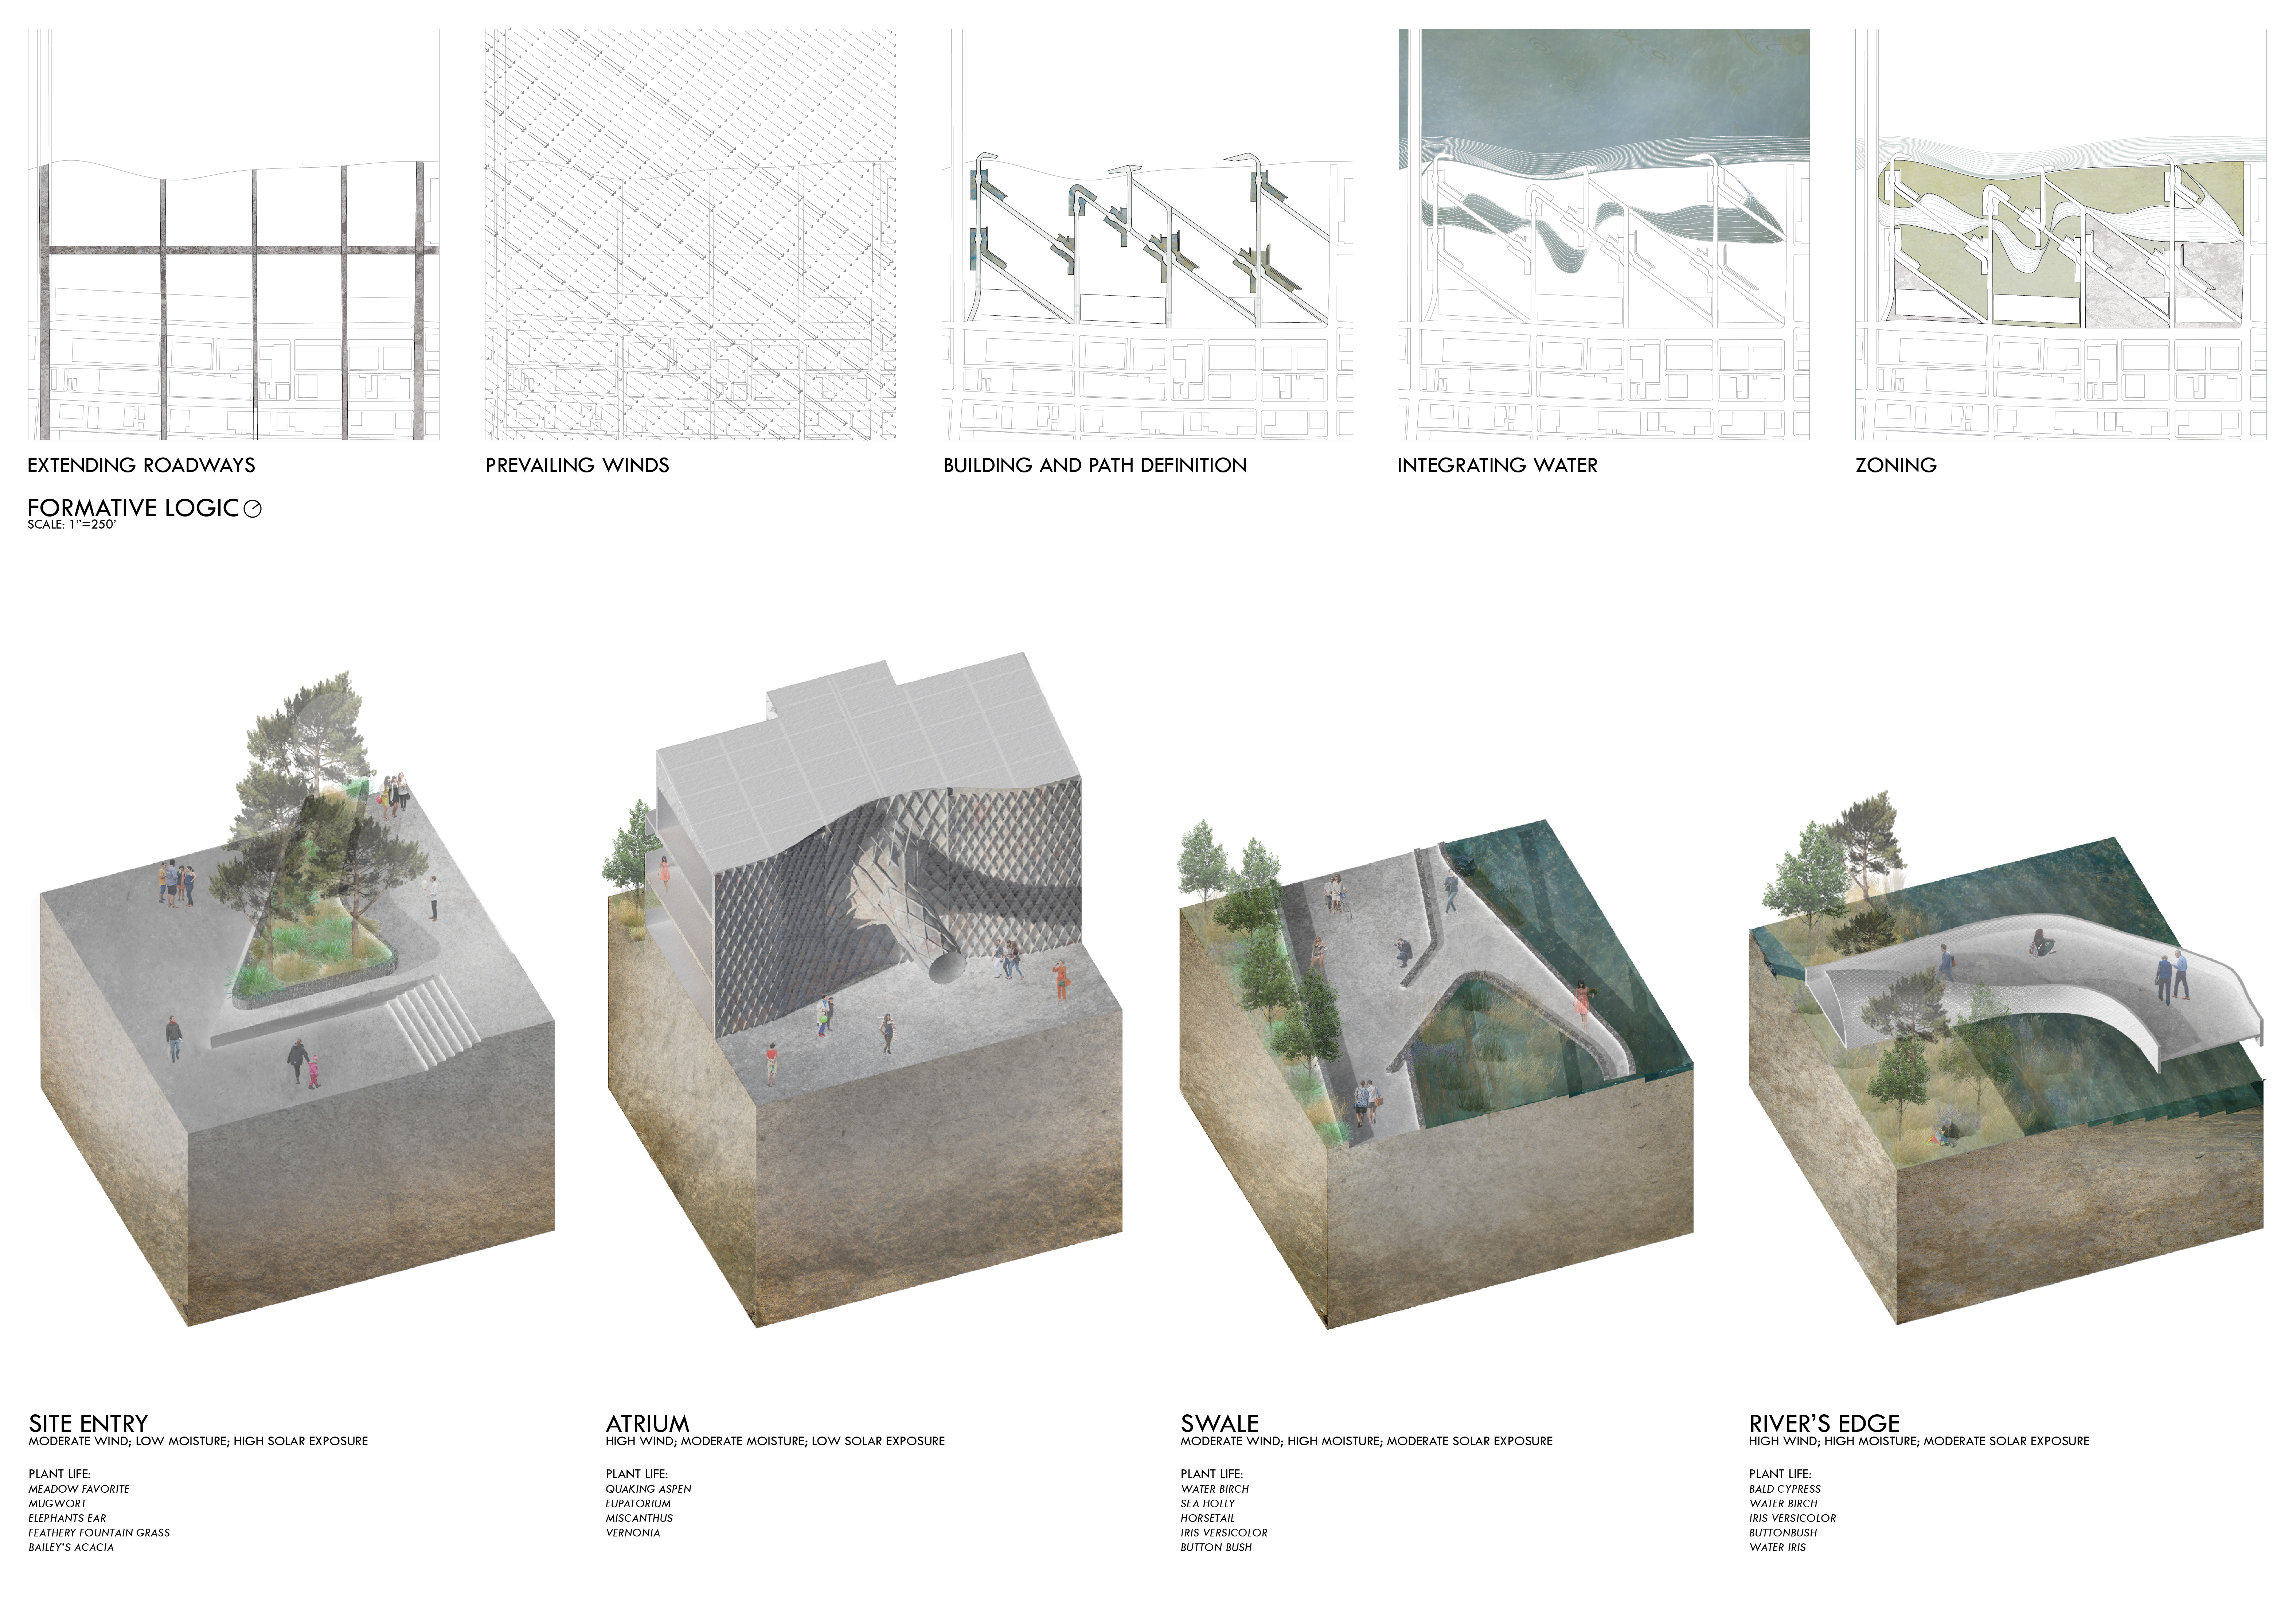 EXTENDING ROADWAYS
PREVAILING WINDS
BUILDING AND PATH DEFINITION
INTEGRATING WATER
ZONING
FORMATIVE LOGIC
SCALE: 1"=250'
SITE ENTRY
MODERATE WIND; LOW MOISTURE; HIGH SOLAR EXPOSURE
PLANT LIFE:
MEADOW FAVORITE
MUGWORT
ELEPHANTS EAR
FEATHERY FOUNTAIN GRASS
BAILEY'S ACACIA
ATRIUM
HIGH WIND; MODERATE MOISTURE; LOW SOLAR EXPOSURE
PLANT LIFE:
QUAKING ASPEN
EUPATORIUM
MISCANTHUS
VERNONIA
SWALE
MODERATE WIND; HIGH MOISTURE; MODERATE SOLAR EXPOSURE
PLANT LIFE:
WATER BIRCH
SEA HOLLY
HORSETAIL
IRIS VERSICOLOR
BUTTON BUSH
RIVER'S EDGE
HIGH WIND; HIGH MOISTURE; MODERATE SOLAR EXPOSURE
PLANT LIFE:
BALD CYPRESS
WATER BIRCH
IRIS VERSICOLOR
BUTTONBUSH
WATER IRIS